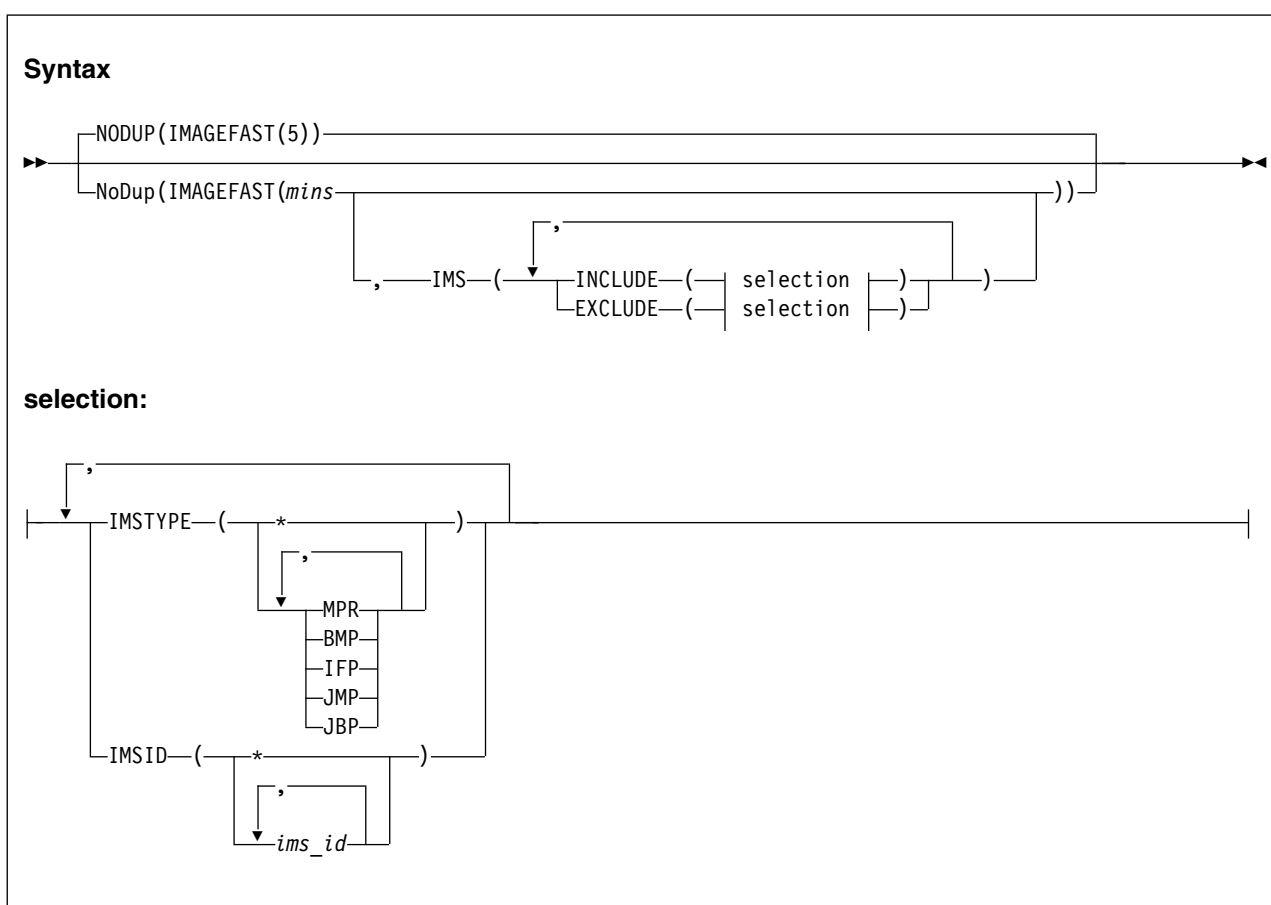 Syntax
NODUP(IMAGEFAST(5))
NoDup(IMAGEFAST(mins ))
,
, IMS ( INCLUDE ( selection ) )
EXCLUDE ( selection )
selection:
,
IMSTYPE ( * )
,
MPR
BMP
IFP
JMP
JBP
IMSID ( * )
,
ims_id